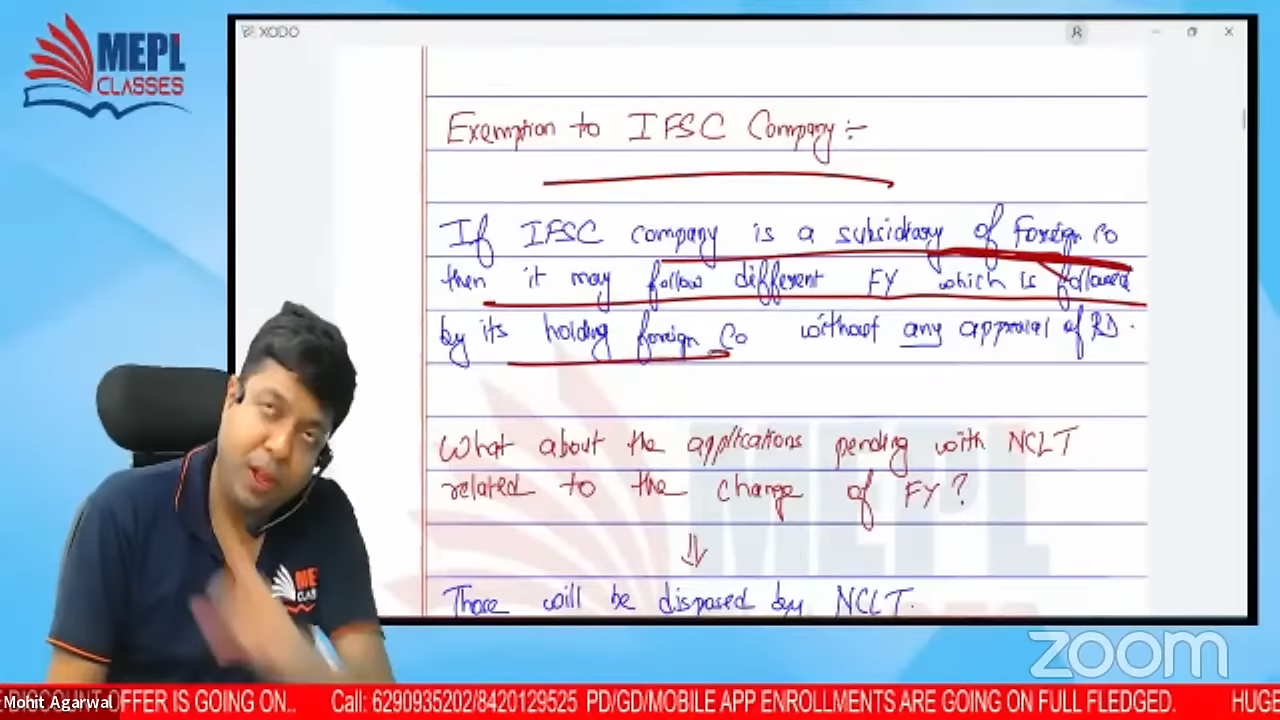 MEPL
CLASSES
XODO
Exemption to IFSC Company :-
If IFSC company is a subsidiary of Foreign Co
then it may follow different FY which is followed
by its holding foreign Co without any approval of RD.
What about the applications pending with NCLT
related to the change of FY?
⇓
Those will be disposed by NCLT.
MEPL
zoom
Mohit Agarwal
DISCOUNT OFFER IS GOING ON.. Call: 6290935202/8420129525 PD/GD/MOBILE APP ENROLLMENTS ARE GOING ON FULL FLEDGED. HUGE